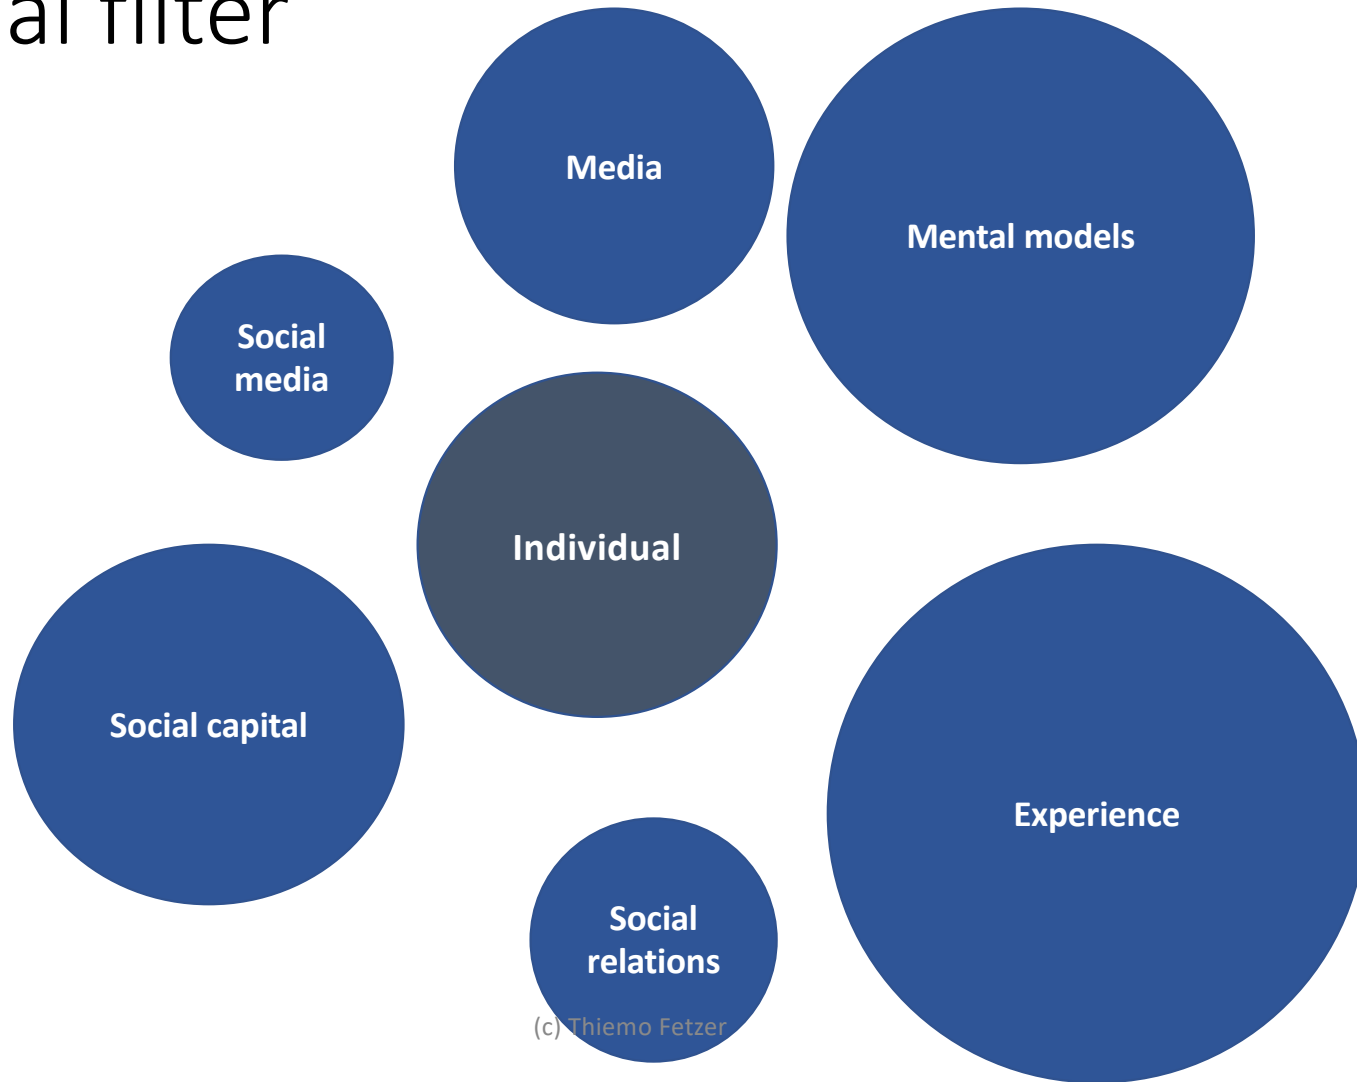 al filter
Media
Mental models
Social
media
Individual
Social capital
Experience
Social
relations
(c) Thiemo Fetzer